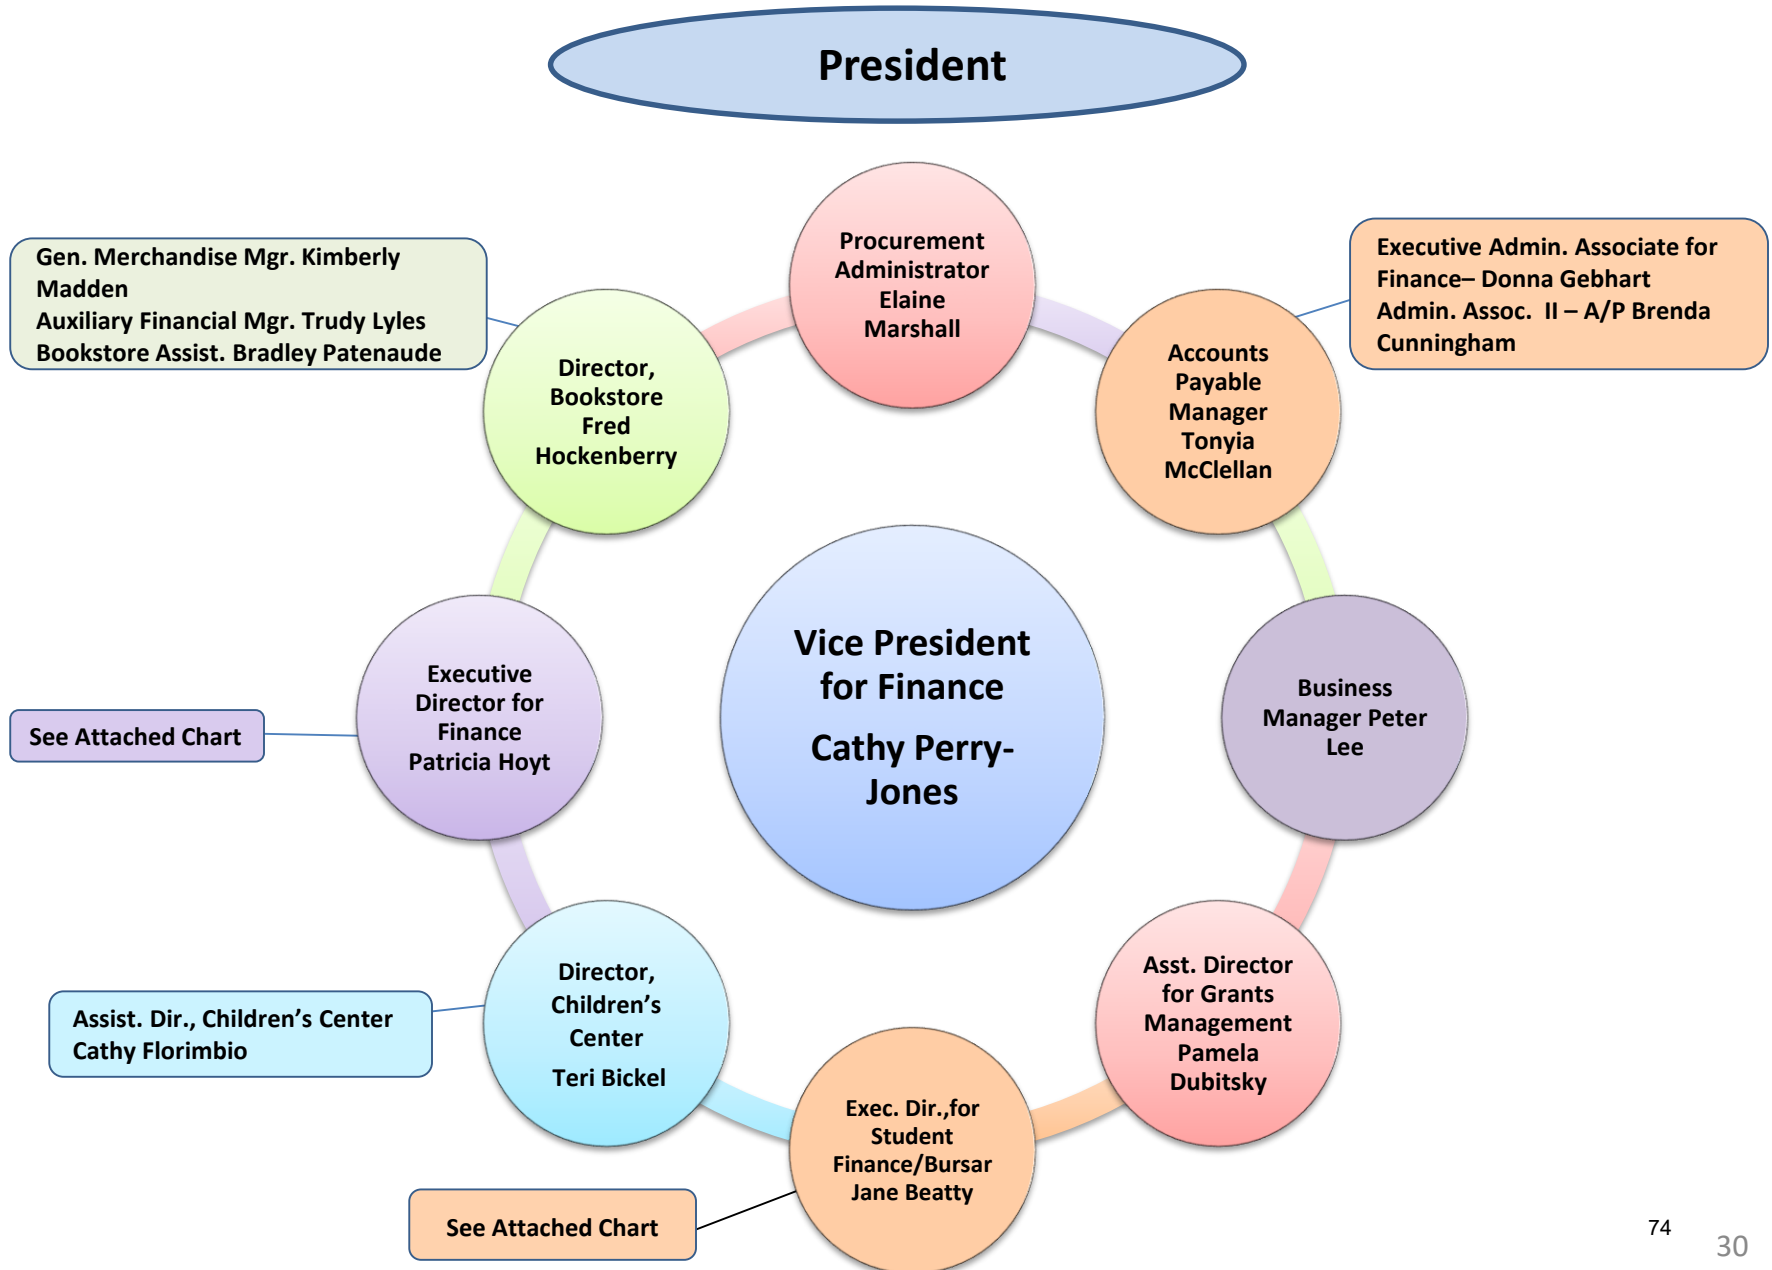 President
Procurement
Administrator
Elaine
Marshall
Gen. Merchandise Mgr. Kimberly
Madden
Auxiliary Financial Mgr. Trudy Lyles
Bookstore Assist. Bradley Patenaude
Executive Admin. Associate for
Finance– Donna Gebhart
Admin. Assoc.  II – A/P Brenda
Cunningham
Director,
Bookstore
Fred
Hockenberry
Accounts
Payable
Manager
Tonyia
McClellan
Vice President
for Finance
Cathy Perry-
Jones
Executive
Director for
Finance
Patricia Hoyt
Business
Manager Peter
Lee
See Attached Chart
Director,
Children’s
Center
Teri Bickel
Asst. Director
for Grants
Management
Pamela
Dubitsky
Assist. Dir., Children’s Center
Cathy Florimbio
Exec. Dir.,for
Student
Finance/Bursar
Jane Beatty
See Attached Chart
74
30